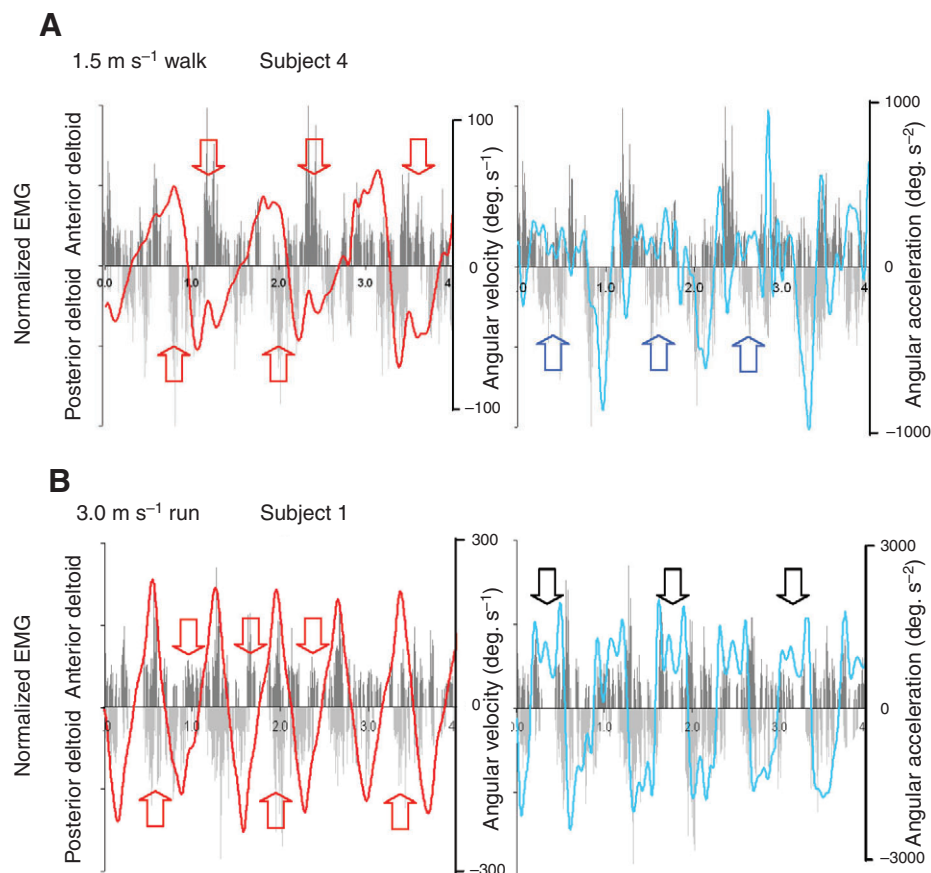 A
1.5 m s⁻¹ walk Subject 4
Normalized EMG
Posterior deltoid Anterior deltoid
0 1.0 2.0 3.0 4.
100
0
–100
Angular velocity (deg. s⁻¹)
0 1.0 2.0 3.0 4.
1000
0
–1000
Angular acceleration (deg. s⁻²)
B
3.0 m s⁻¹ run Subject 1
Normalized EMG
Posterior deltoid Anterior deltoid
0.0 1.0 2.0 3.0 4.
300
0
–300
Angular velocity (deg. s⁻¹)
0.0 1.0 2.0 3.0 4
3000
0
–3000
Angular acceleration (deg. s⁻²)